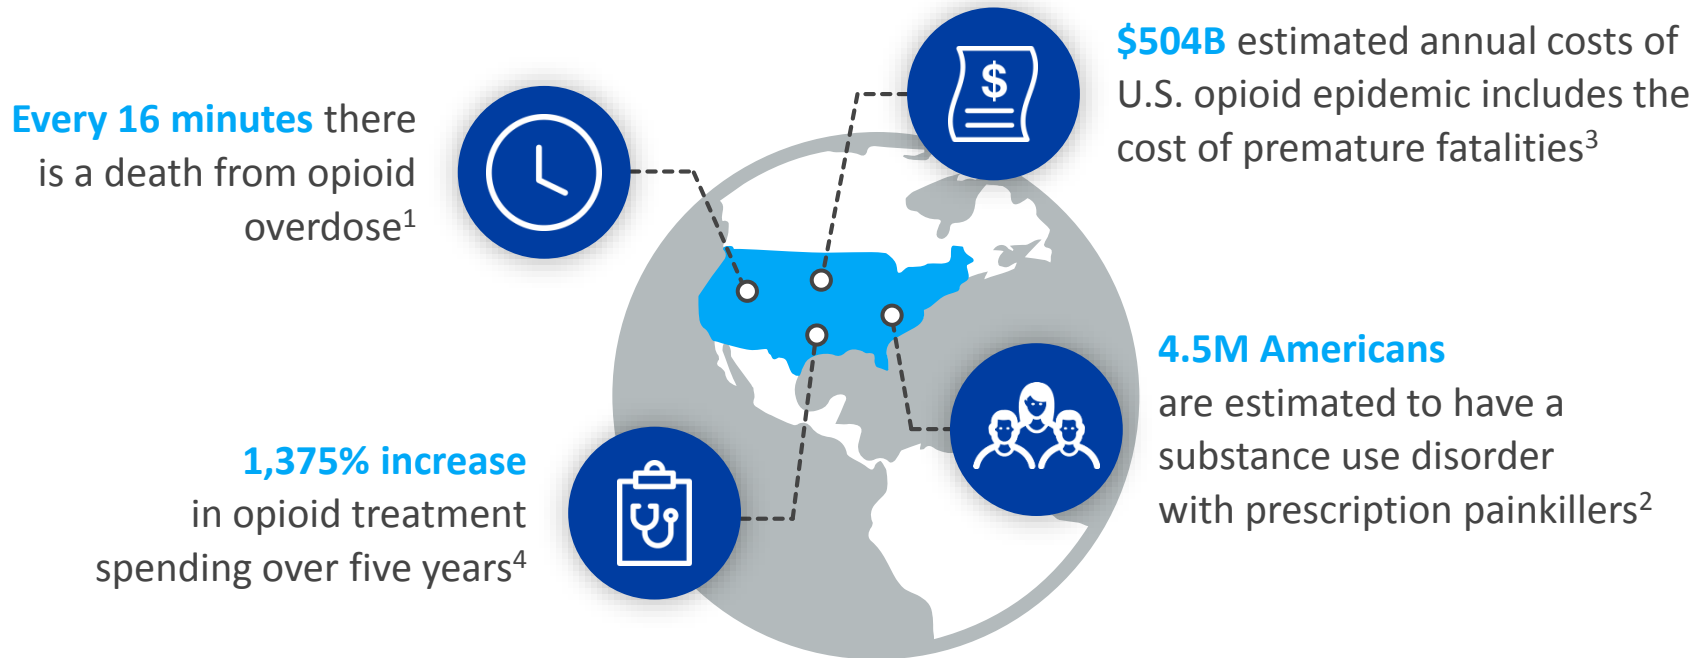 Every 16 minutes there
is a death from opioid
overdose¹
$
$504B estimated annual costs of
U.S. opioid epidemic includes the
cost of premature fatalities³
1,375% increase
in opioid treatment
spending over five years⁴
4.5M Americans
are estimated to have a
substance use disorder
with prescription painkillers²